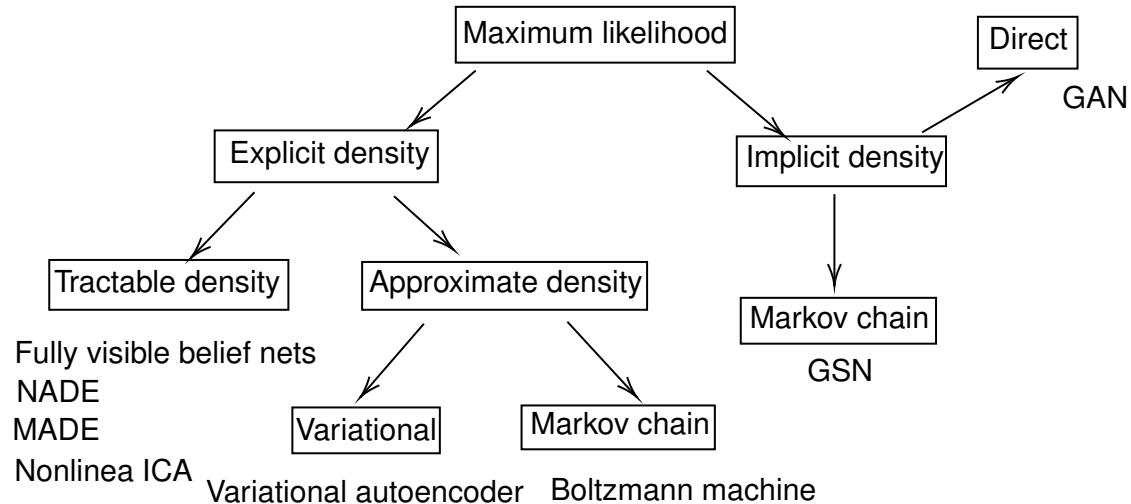 Maximum likelihood
Direct
GAN
Explicit density
Implicit density
Tractable density
Approximate density
Markov chain
GSN
Fully visible belief nets
NADE
MADE
Nonlinea ICA
Variational
Markov chain
Variational autoencoder
Boltzmann machine